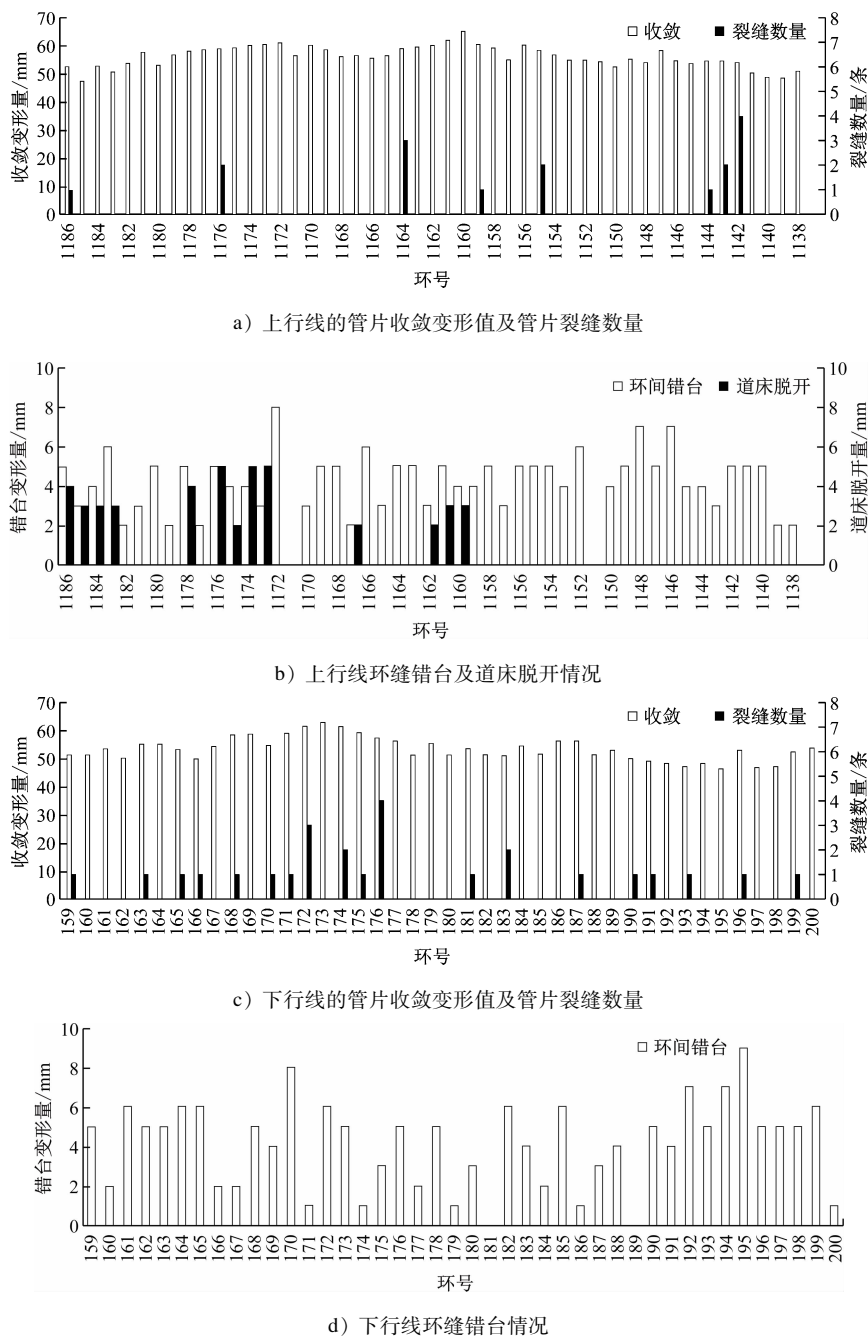 收敛 裂缝数量
收敛变形量/mm
70
60
50
40
30
20
10
0
裂缝数量/条
8
7
6
5
4
3
2
1
0
1186 1184 1182 1180 1178 1176 1174 1172 1170 1168 1166 1164 1162 1160 1158 1156 1154 1152 1150 1148 1146 1144 1142 1140 1138
环号
a）上行线的管片收敛变形值及管片裂缝数量
环间错台 道床脱开
错台变形量/mm
10
8
6
4
2
0
道床脱开量/mm
10
8
6
4
2
0
1186 1184 1182 1180 1178 1176 1174 1172 1170 1168 1166 1164 1162 1160 1158 1156 1154 1152 1150 1148 1146 1144 1142 1140 1138
环号
b）上行线环缝错台及道床脱开情况
收敛 裂缝数量
收敛变形量/mm
70
60
50
40
30
20
10
0
裂缝数量/条
8
7
6
5
4
3
2
1
0
159 160 161 162 163 164 165 166 167 168 169 170 171 172 173 174 175 176 177 178 179 180 181 182 183 184 185 186 187 188 189 190 191 192 193 194 195 196 197 198 199 200
环号
c）下行线的管片收敛变形值及管片裂缝数量
环间错台
错台变形量/mm
10
8
6
4
2
0
159 160 161 162 163 164 165 166 167 168 169 170 171 172 173 174 175 176 177 178 179 180 181 182 183 184 185 186 187 188 189 190 191 192 193 194 195 196 197 198 199 200
环号
d）下行线环缝错台情况